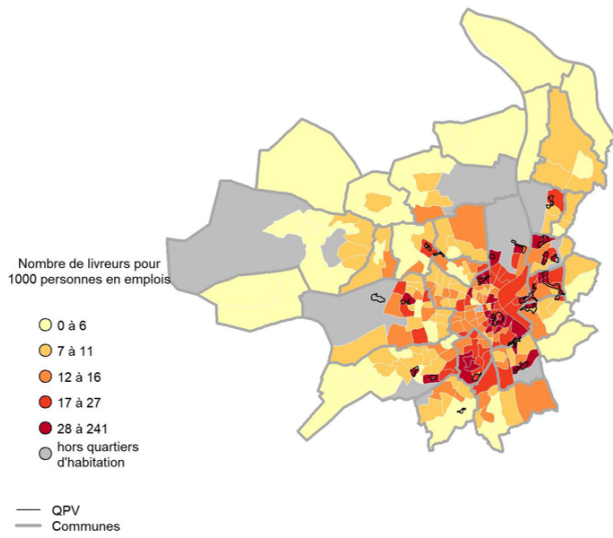 Nombre de livreurs pour
1000 personnes en emplois
0 à 6
7 à 11
12 à 16
17 à 27
28 à 241
hors quartiers
d'habitation
QPV
Communes